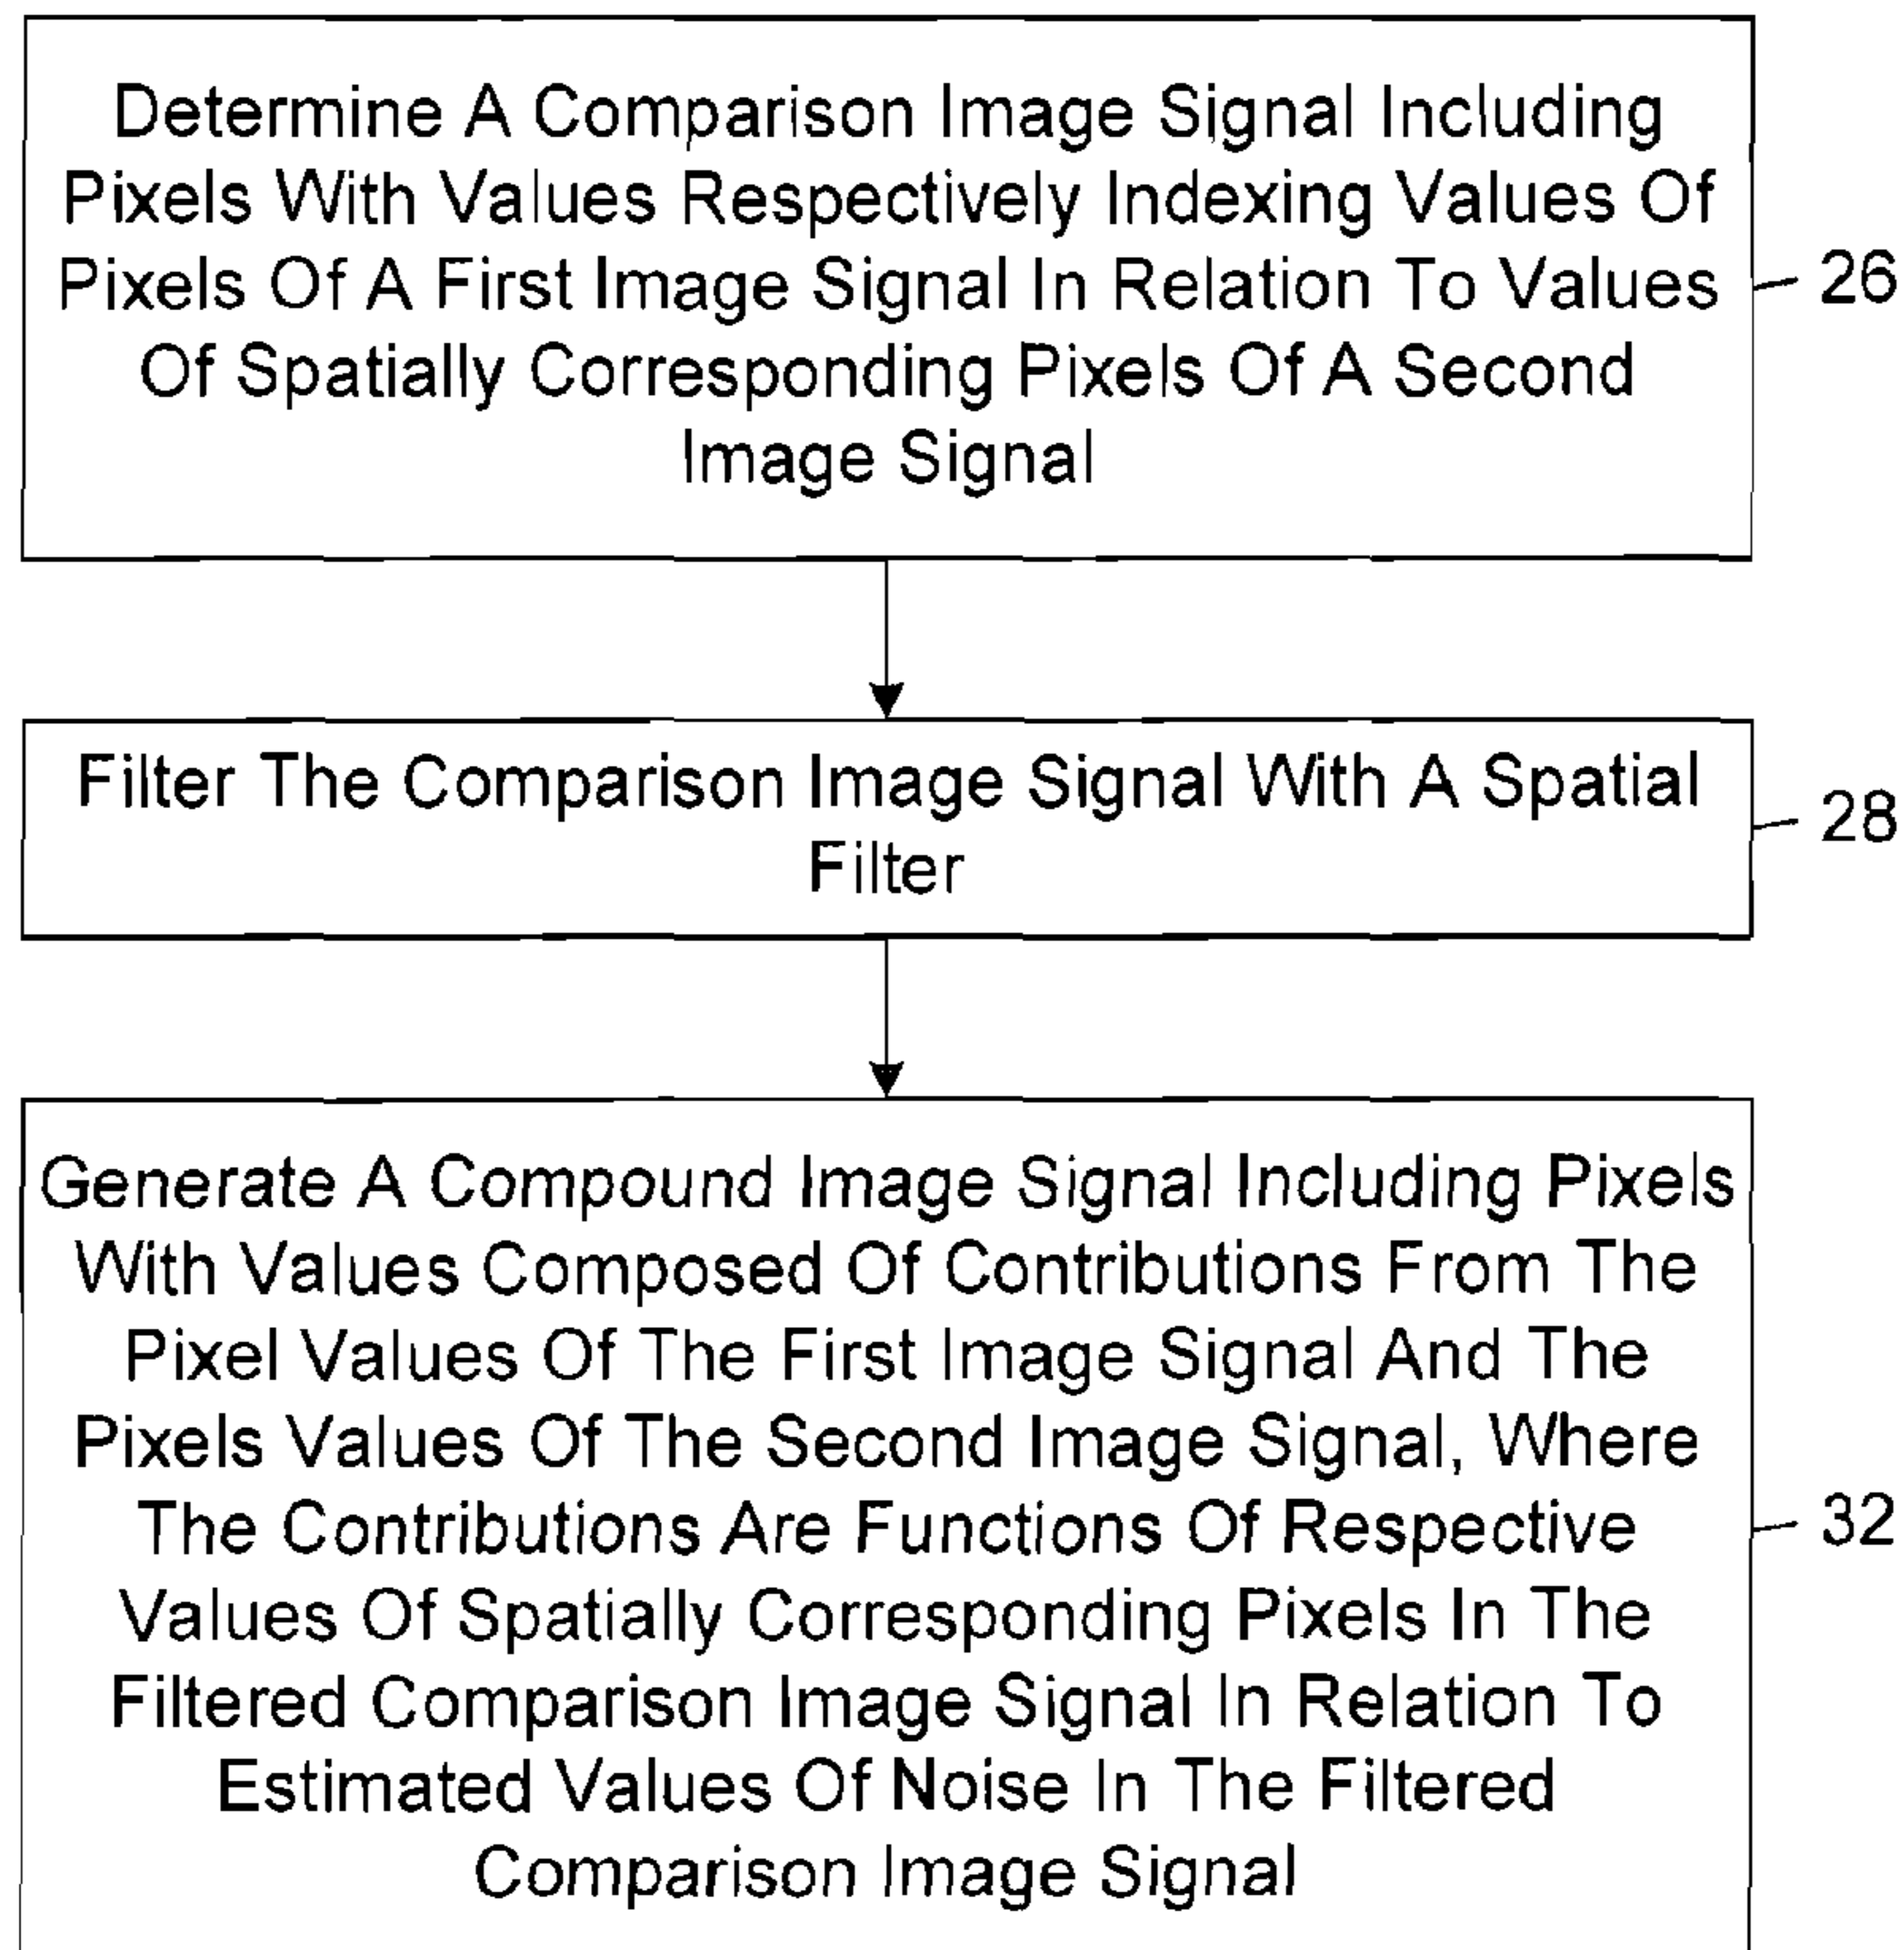 Determine A Comparison Image Signal Including
Pixels With Values Respectively Indexing Values Of
Pixels Of A First Image Signal In Relation To Values
Of Spatially Corresponding Pixels Of A Second
Image Signal
26
Filter The Comparison Image Signal With A Spatial
Filter
28
Generate A Compound Image Signal Including Pixels
With Values Composed Of Contributions From The
Pixel Values Of The First Image Signal And The
Pixels Values Of The Second Image Signal, Where
The Contributions Are Functions Of Respective
Values Of Spatially Corresponding Pixels In The
Filtered Comparison Image Signal In Relation To
Estimated Values Of Noise In The Filtered
Comparison Image Signal
32